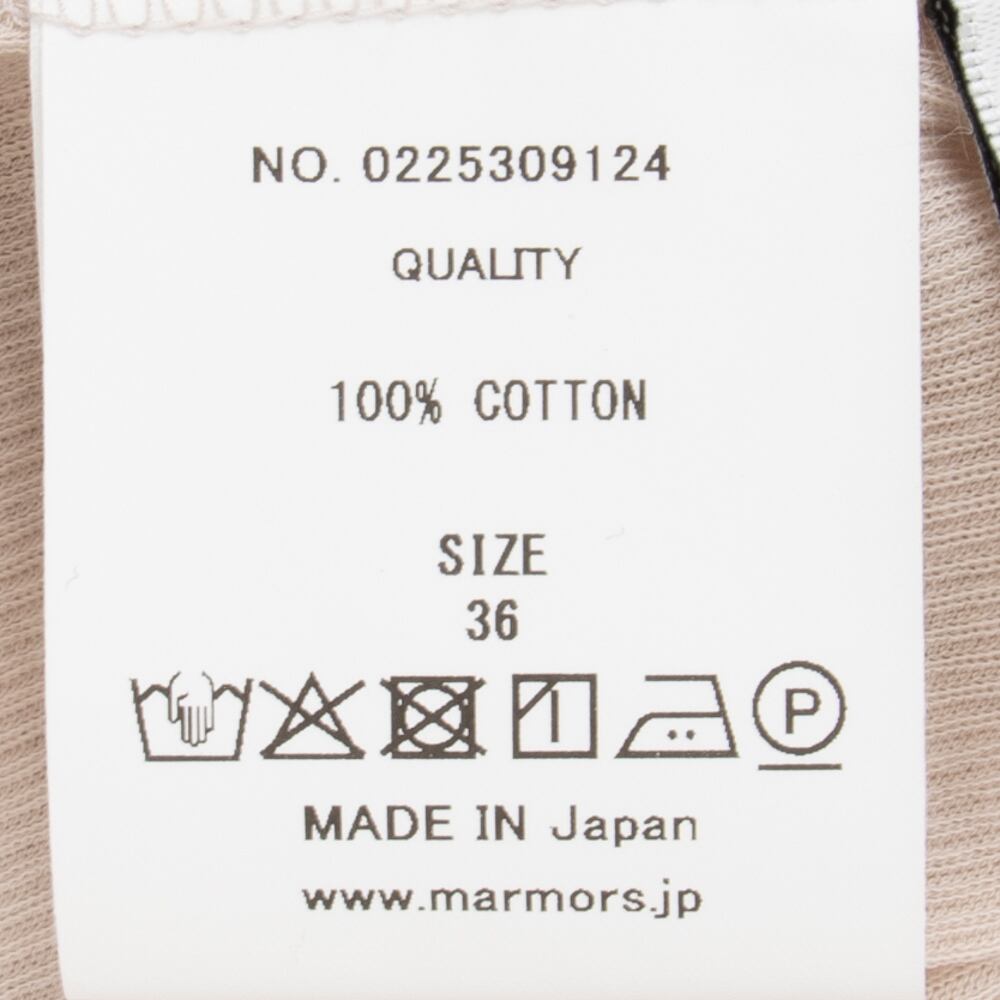 NO. 0225309124
QUALITY
100% COTTON
SIZE
36
P
MADE IN Japan
www.marmors.jp